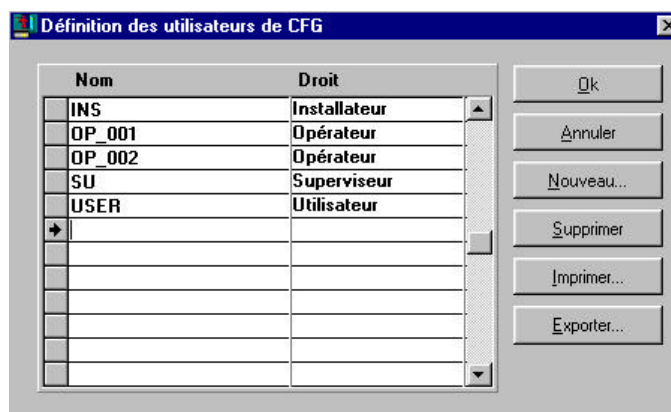 Définition des utilisateurs de CFG
Nom Droit
INS Installateur
OP_001 Opérateur
OP_002 Opérateur
SU Superviseur
USER Utilisateur
Ok
Annuler
Nouveau...
Supprimer
Imprimer...
Exporter...